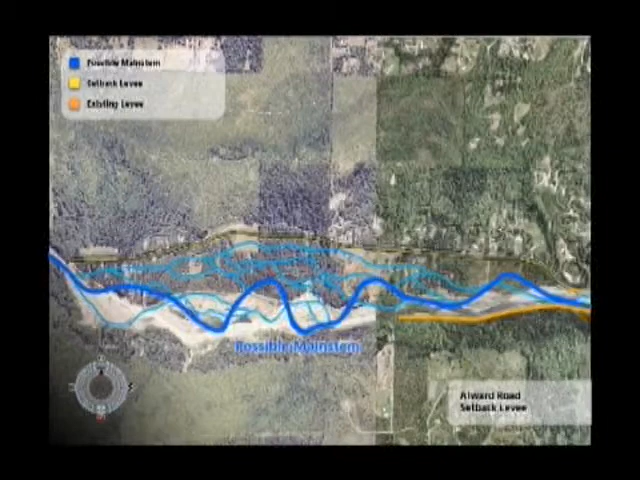 Possible Mainstem
Setback Levee
Existing Levee
Possible Mainstem
Alward Road
Setback Levee